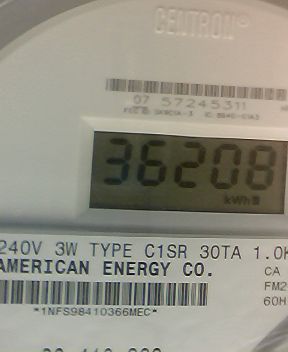 CENTRON®
07 57245311
36208
kWh
240V 3W TYPE C1SR 30TA 1.0K
AMERICAN ENERGY CO.
CA
FM2
60H
*1NFS98410366MEC*